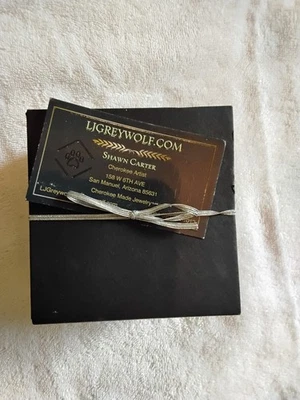 LJGREYWOLF.COM
SHAWN CARTER
Cherokee Artist
158 W 6TH AVE
San Manuel, Arizona 85631
Cherokee Made Jewelry
LJGreywolf